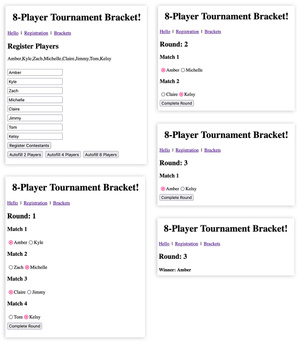 8-Player Tournament Bracket!
Hello | Registration | Brackets
Register Players
Amber,Kyle,Zach,Michelle,Claire,Jimmy,Tom,Kelsy
Amber
Kyle
Zach
Michelle
Claire
Jimmy
Tom
Kelsy
Register Contestants
Autofill 2 Players Autofill 4 Players Autofill 8 Players
8-Player Tournament Bracket!
Hello | Registration | Brackets
Round: 1
Match 1
Amber Kyle
Match 2
Zach Michelle
Match 3
Claire Jimmy
Match 4
Tom Kelsy
Complete Round
8-Player Tournament Bracket!
Hello | Registration | Brackets
Round: 2
Match 1
Amber Michelle
Match 2
Claire Kelsy
Complete Round
8-Player Tournament Bracket!
Hello | Registration | Brackets
Round: 3
Match 1
Amber Kelsy
Complete Round
8-Player Tournament Bracket!
Hello | Registration | Brackets
Round: 3
Winner: Amber